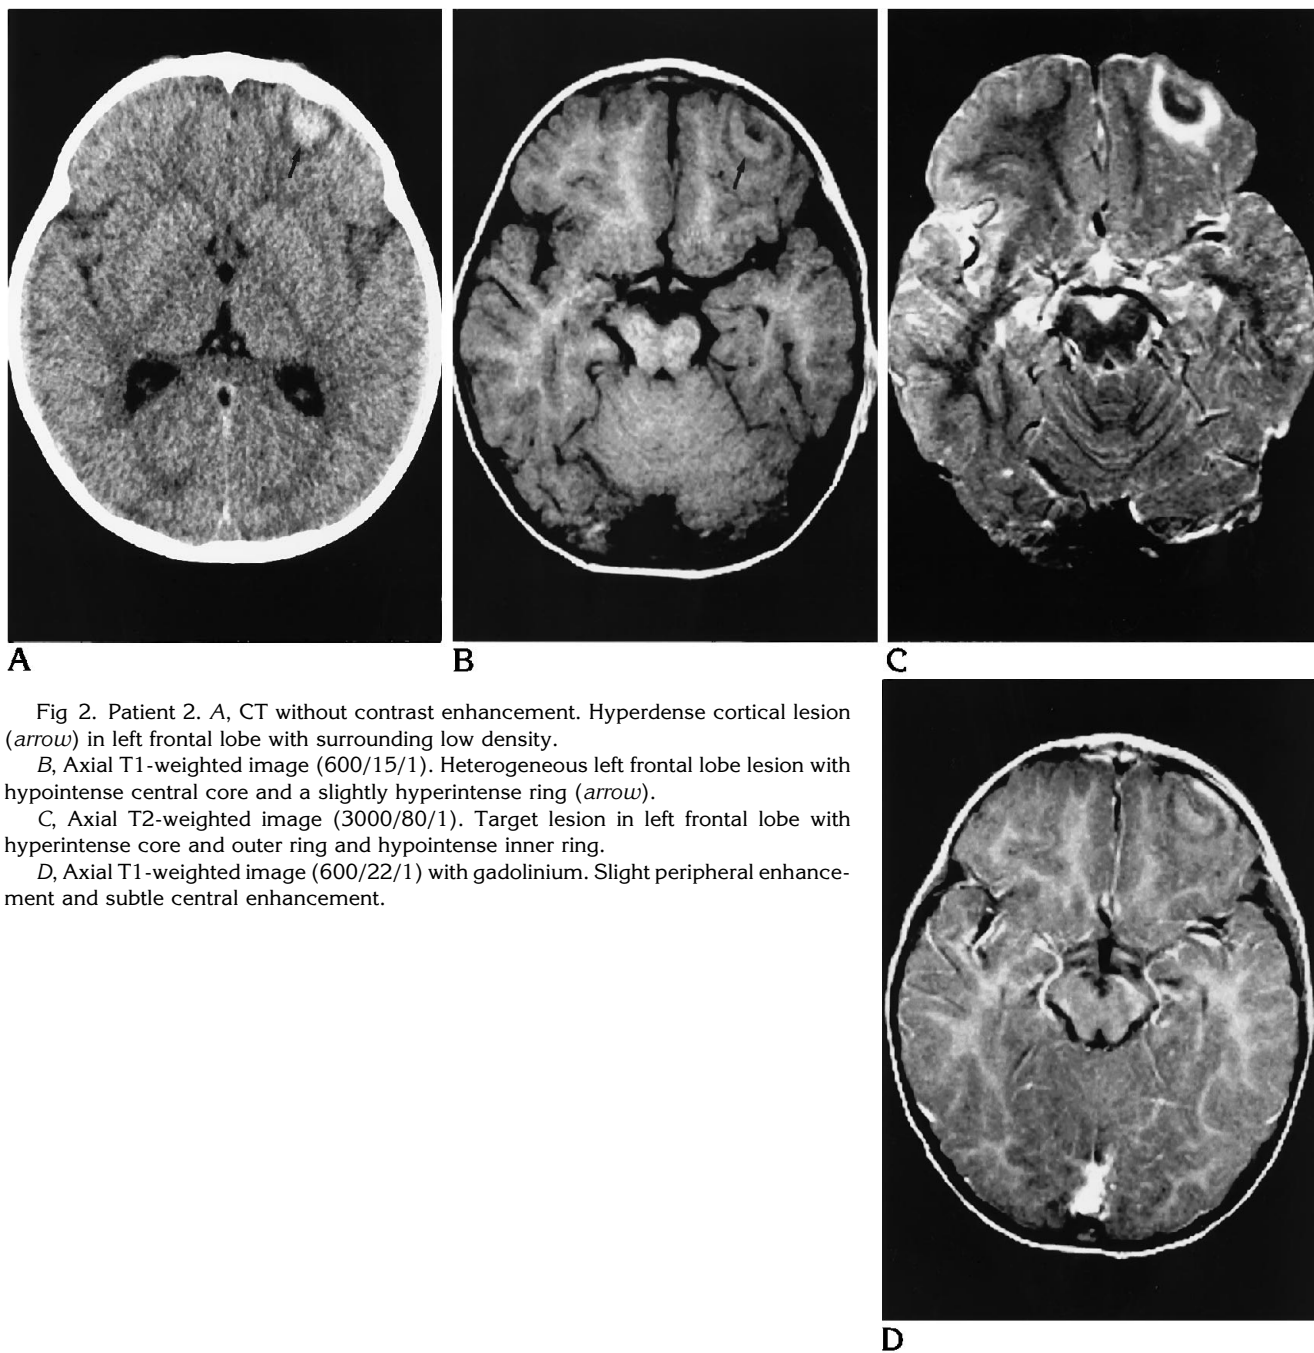 A
B
C
Fig 2. Patient 2. A, CT without contrast enhancement. Hyperdense cortical lesion
(arrow) in left frontal lobe with surrounding low density.
B, Axial T1-weighted image (600/15/1). Heterogeneous left frontal lobe lesion with
hypointense central core and a slightly hyperintense ring (arrow).
C, Axial T2-weighted image (3000/80/1). Target lesion in left frontal lobe with
hyperintense core and outer ring and hypointense inner ring.
D, Axial T1-weighted image (600/22/1) with gadolinium. Slight peripheral enhance-
ment and subtle central enhancement.
D